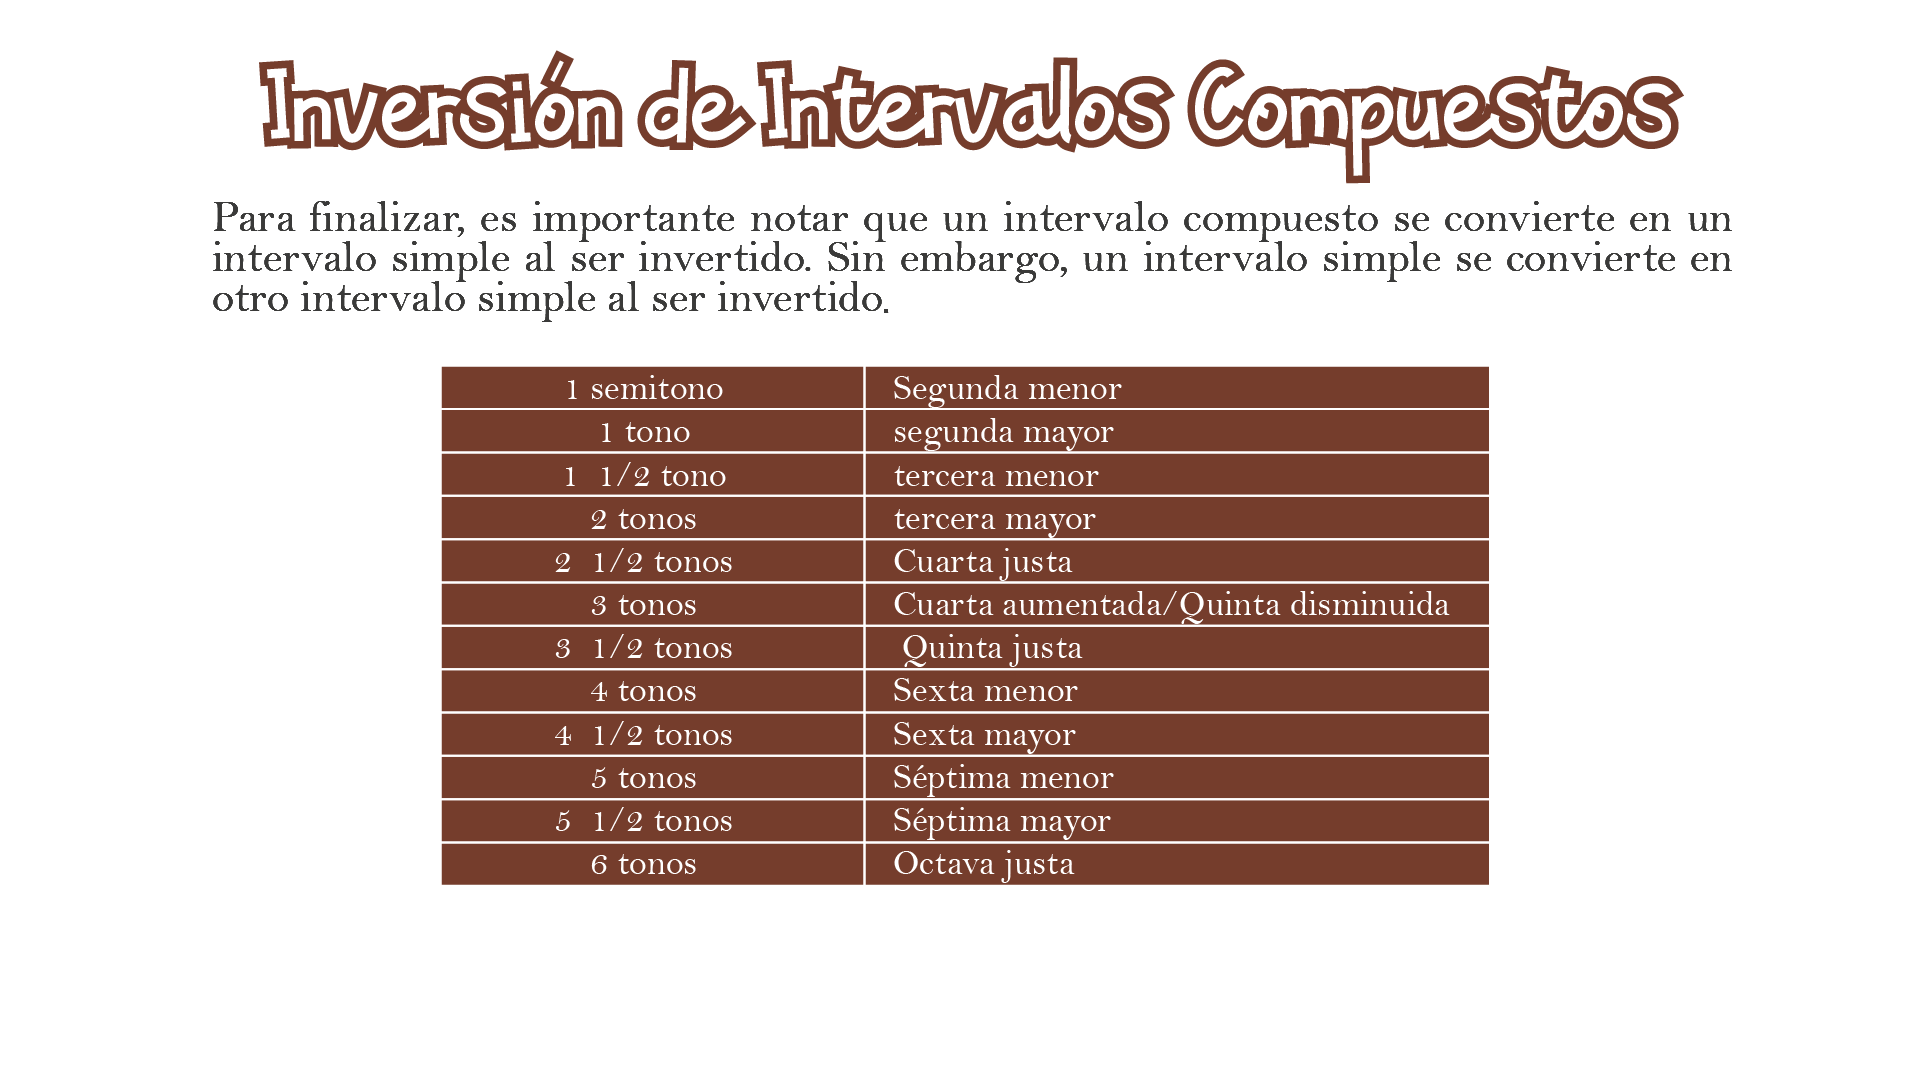 Inversión de Intervalos Compuestos
Para finalizar, es importante notar que un intervalo compuesto se convierte en un
intervalo simple al ser invertido. Sin embargo, un intervalo simple se convierte en
otro intervalo simple al ser invertido.
1 semitono Segunda menor
1 tono segunda mayor
1 1/2 tono tercera menor
2 tonos tercera mayor
2 1/2 tonos Cuarta justa
3 tonos Cuarta aumentada/Quinta disminuida
3 1/2 tonos Quinta justa
4 tonos Sexta menor
4 1/2 tonos Sexta mayor
5 tonos Séptima menor
5 1/2 tonos Séptima mayor
6 tonos Octava justa